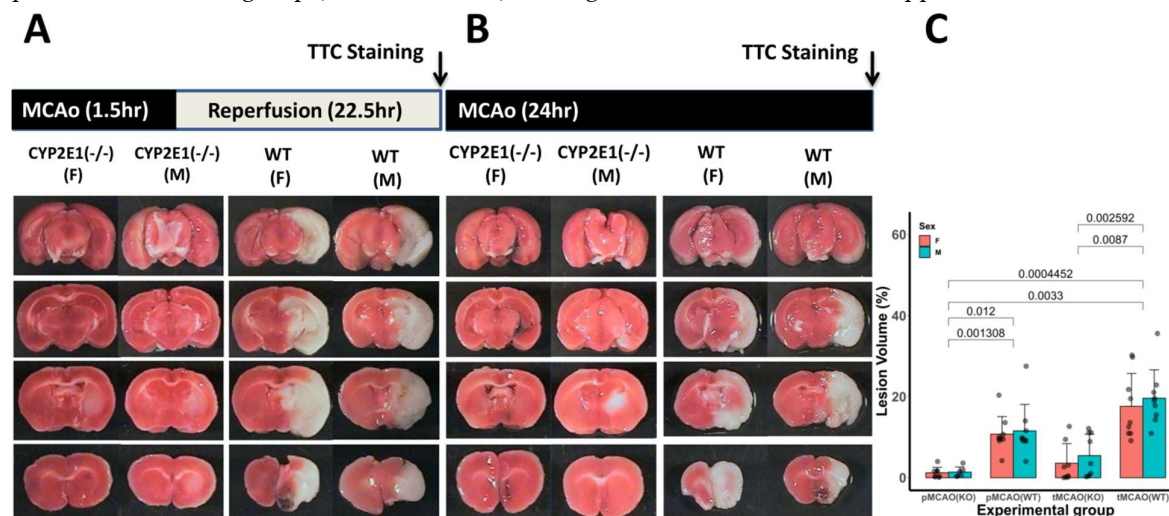 A
B
C
TTC Staining
TTC Staining
MCAo (1.5hr)
Reperfusion (22.5hr)
MCAo (24hr)
CYP2E1(-/-)
(F)
CYP2E1(-/-)
(M)
WT
(F)
WT
(M)
CYP2E1(-/-)
(F)
CYP2E1(-/-)
(M)
WT
(F)
WT
(M)
Lesion Volume (%)
60
40
20
0
Sex
F
M
0.002592
0.0087
0.0004452
0.0033
0.012
0.001308
pMCAO(KO)
pMCAO(WT)
tMCAO(KO)
tMCAO(WT)
Experimental group